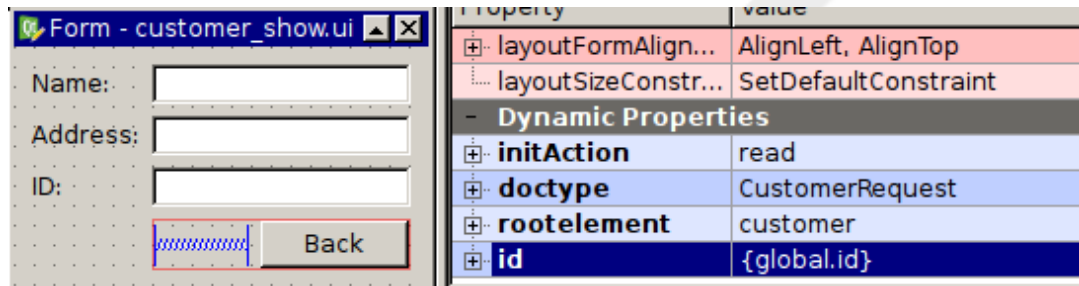 Form - customer_show.ui
Name:
Address:
ID:
Back
Property Value
layoutFormAlign... AlignLeft, AlignTop
layoutSizeConstr... SetDefaultConstraint
- Dynamic Properties
initAction read
doctype CustomerRequest
rootelement customer
id {global.id}